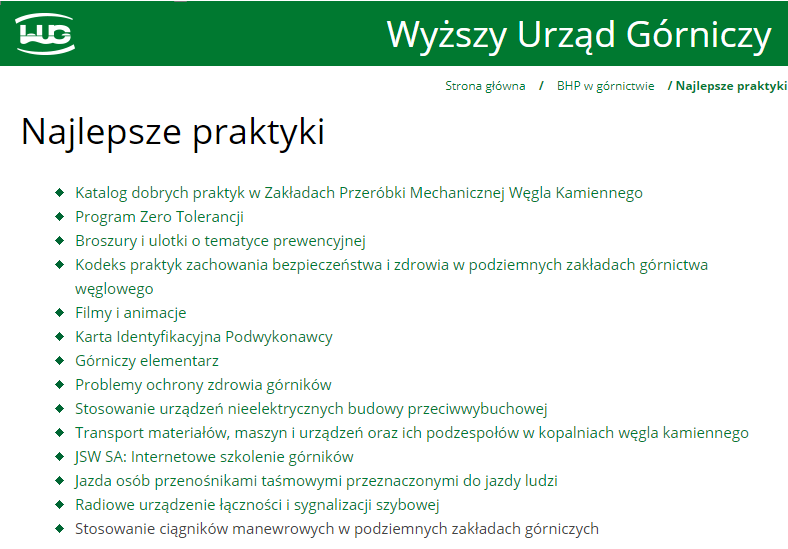 WUG
Wyższy Urząd Górniczy
Strona główna / BHP w górnictwie / Najlepsze praktyki
Najlepsze praktyki
Katalog dobrych praktyk w Zakładach Przeróbki Mechanicznej Węgla Kamiennego
Program Zero Tolerancji
Broszury i ulotki o tematyce prewencyjnej
Kodeks praktyk zachowania bezpieczeństwa i zdrowia w podziemnych zakładach górnictwa
węglowego
Filmy i animacje
Karta Identyfikacyjna Podwykonawcy
Górniczy elementarz
Problemy ochrony zdrowia górników
Stosowanie urządzeń nieelektrycznych budowy przeciwwybuchowej
Transport materiałów, maszyn i urządzeń oraz ich podzespołów w kopalniach węgla kamiennego
JSW SA: Internetowe szkolenie górników
Jazda osób przenośnikami taśmowymi przeznaczonymi do jazdy ludzi
Radiowe urządzenie łączności i sygnalizacji szybowej
Stosowanie ciągników manewrowych w podziemnych zakładach górniczych